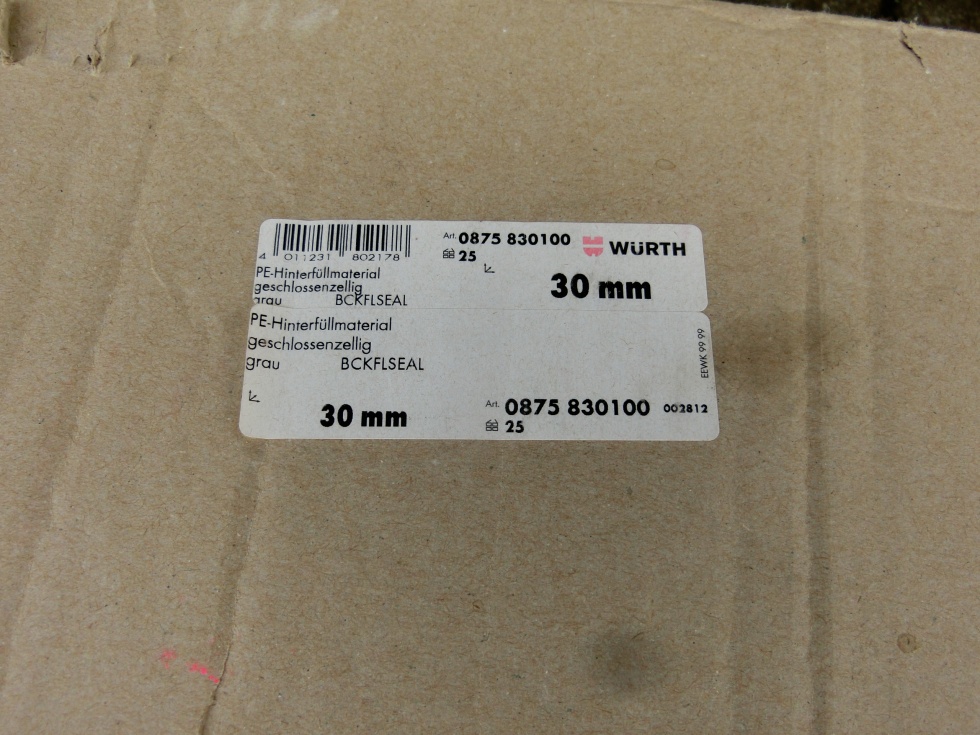 4 011231 802178
Art. 0875 830100 WÜRTH
25
PE-Hinterfüllmaterial
geschlossenzellig
grau BCKFLSEAL
30 mm
PE-Hinterfüllmaterial
geschlossenzellig
grau BCKFLSEAL
EEWK 99 99
30 mm
Art. 0875 830100 002812
25